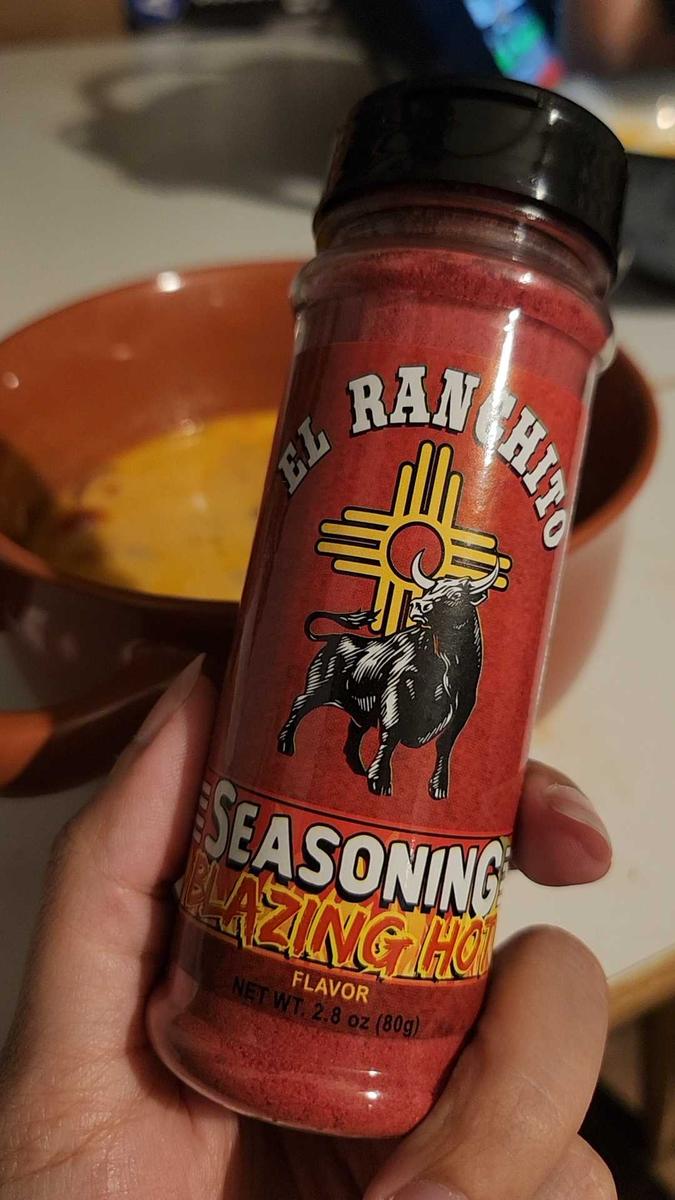 EL RANCHITO
SEASONING
BLAZING HOT
FLAVOR
NET WT. 2.8 oz (80g)